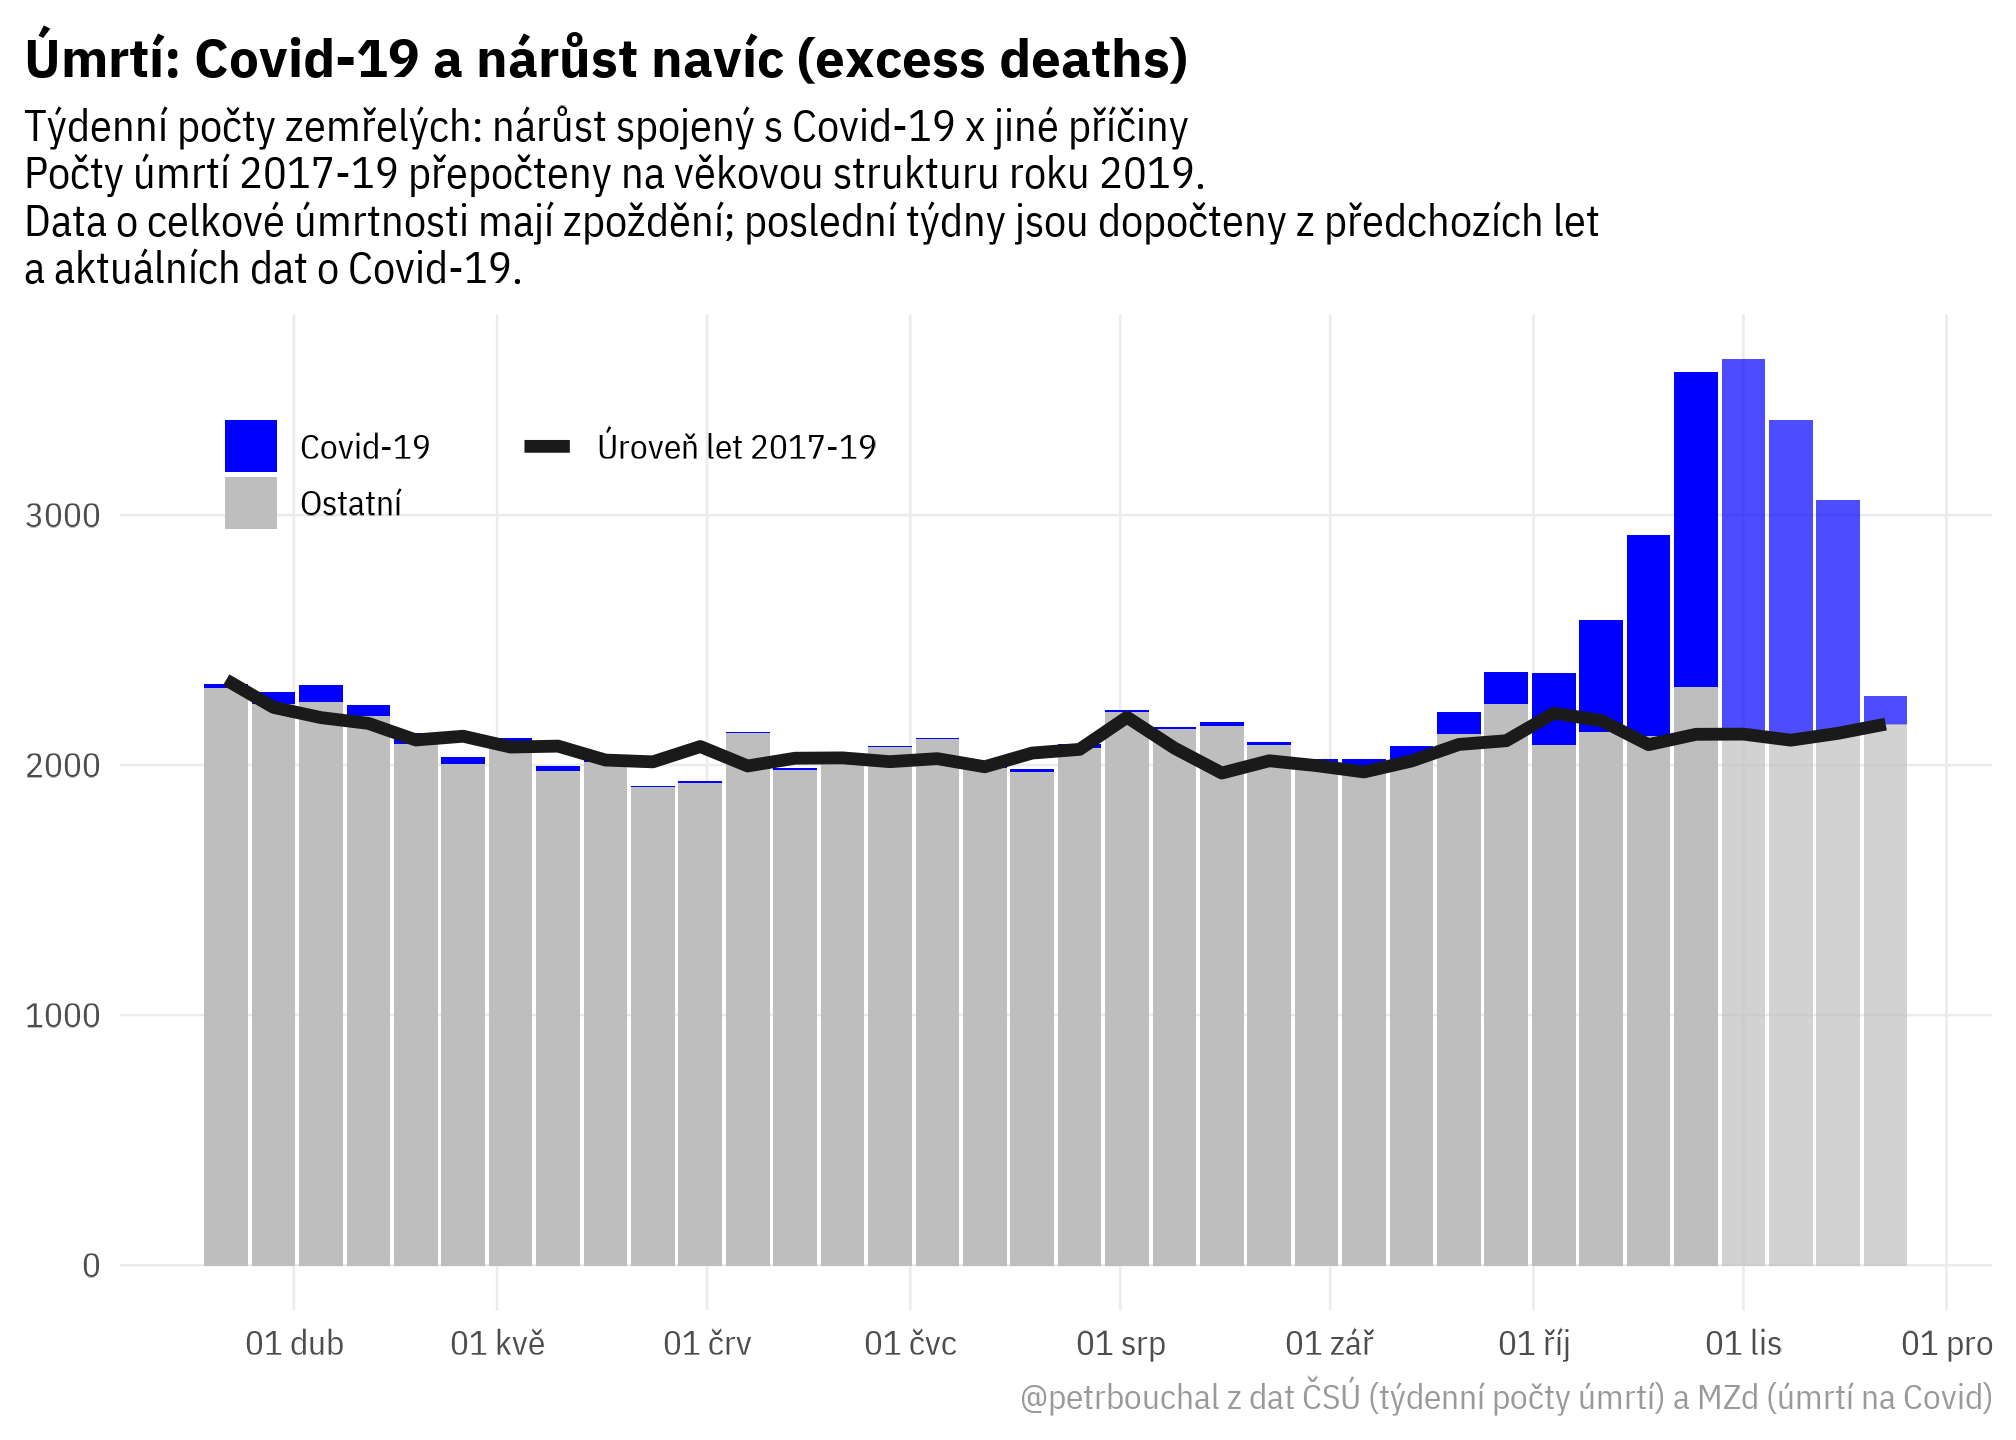 Úmrtí: Covid-19 a nárůst navíc (excess deaths)
Týdenní počty zemřelých: nárůst spojený s Covid-19 x jiné příčiny
Počty úmrtí 2017-19 přepočteny na věkovou strukturu roku 2019.
Data o celkové úmrtnosti mají zpoždění; poslední týdny jsou dopočteny z předchozích let
a aktuálních dat o Covid-19.
Covid-19
Úroveň let 2017-19
Ostatní
3000
2000
1000
0
01 dub 01 kvě 01 črv 01 čvc 01 srp 01 zář 01 říj 01 lis 01 pro
@petrbouchal z dat ČSÚ (týdenní počty úmrtí) a MZd (úmrtí na Covid)